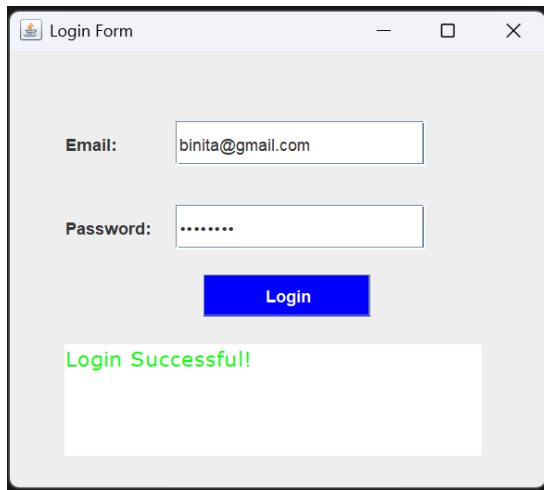 Login Form
Email:
binita@gmail.com
Password:
••••••••
Login
Login Successful!